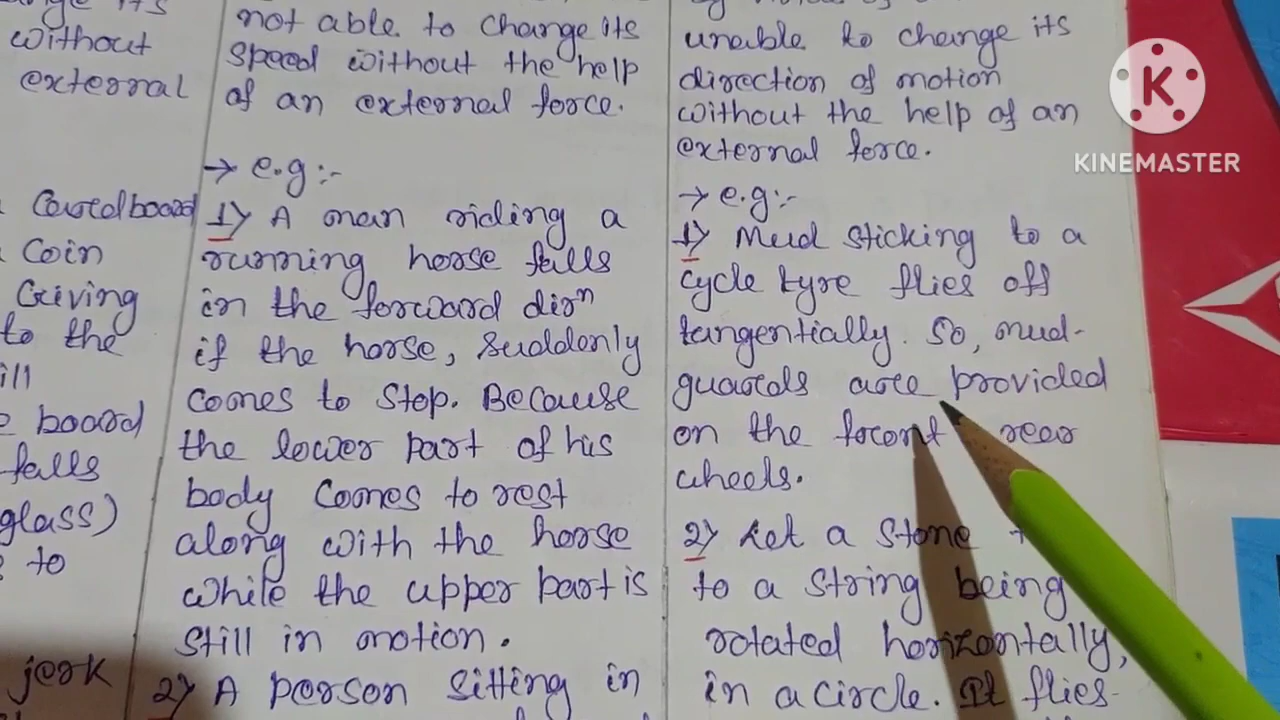 without
external
Cardboard
Coin
Giving
to the
board
falls
glass)
to
jerk
not able to change its
speed without the help
of an external force.
→ e.g :-
1) A man riding a
running horse falls
in the forward dirⁿ
if the horse, suddenly
comes to stop. Because
the lower part of his
body comes to rest
along with the horse
while the upper part is
still in motion.
2) A person sitting in
unable to change its
direction of motion
without the help of an
external force.
→ e.g :-
1) Mud sticking to a
cycle tyre flies off
tangentially. So, mud-
guards are provided
on the front rear
wheels.
2) Let a stone
to a string being
rotated horizontally,
in a circle. It flies
K
KINEMASTER